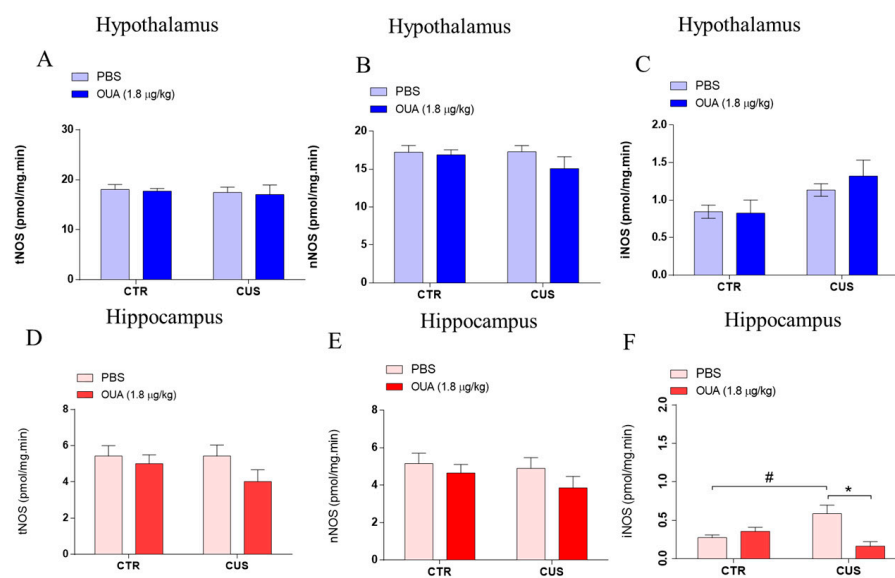 Hypothalamus
A
PBS
OUA (1.8 µg/kg)
tNOS (pmol/mg.min)
30
20
10
0
CTR
CUS
Hypothalamus
B
PBS
OUA (1.8 µg/kg)
nNOS (pmol/mg.min)
20
15
10
5
0
CTR
CUS
Hypothalamus
C
PBS
OUA (1.8 µg/kg)
iNOS (pmol/mg.min)
2.0
1.5
1.0
0.5
0.0
CTR
CUS
Hippocampus
D
PBS
OUA (1.8 µg/kg)
tNOS (pmol/mg.min)
8
6
4
2
0
CTR
CUS
Hippocampus
E
PBS
OUA (1.8 µg/kg)
nNOS (pmol/mg.min)
8
6
4
2
0
CTR
CUS
Hippocampus
F
PBS
OUA (1.8 µg/kg)
iNOS (pmol/mg.min)
2.0
1.5
1.0
0.5
0.0
#
*
CTR
CUS